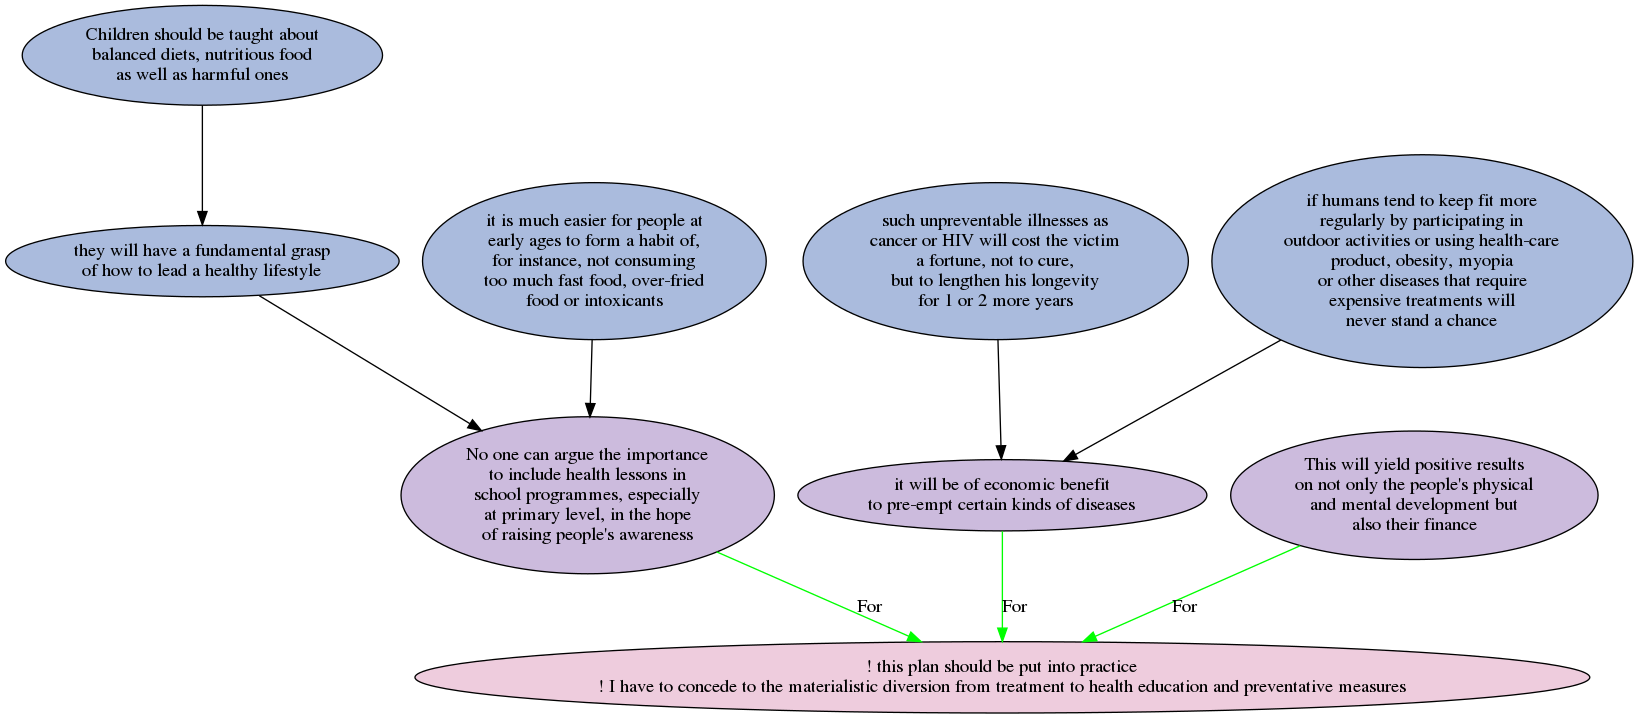 Children should be taught about
balanced diets, nutritious food
as well as harmful ones
they will have a fundamental grasp
of how to lead a healthy lifestyle
it is much easier for people at
early ages to form a habit of,
for instance, not consuming
too much fast food, over-fried
food or intoxicants
such unpreventable illnesses as
cancer or HIV will cost the victim
a fortune, not to cure,
but to lengthen his longevity
for 1 or 2 more years
if humans tend to keep fit more
regularly by participating in
outdoor activities or using health-care
product, obesity, myopia
or other diseases that require
expensive treatments will
never stand a chance
No one can argue the importance
to include health lessons in
school programmes, especially
at primary level, in the hope
of raising people's awareness
it will be of economic benefit
to pre-empt certain kinds of diseases
This will yield positive results
on not only the people's physical
and mental development but
also their finance
For
For
For
! this plan should be put into practice
! I have to concede to the materialistic diversion from treatment to health education and preventative measures